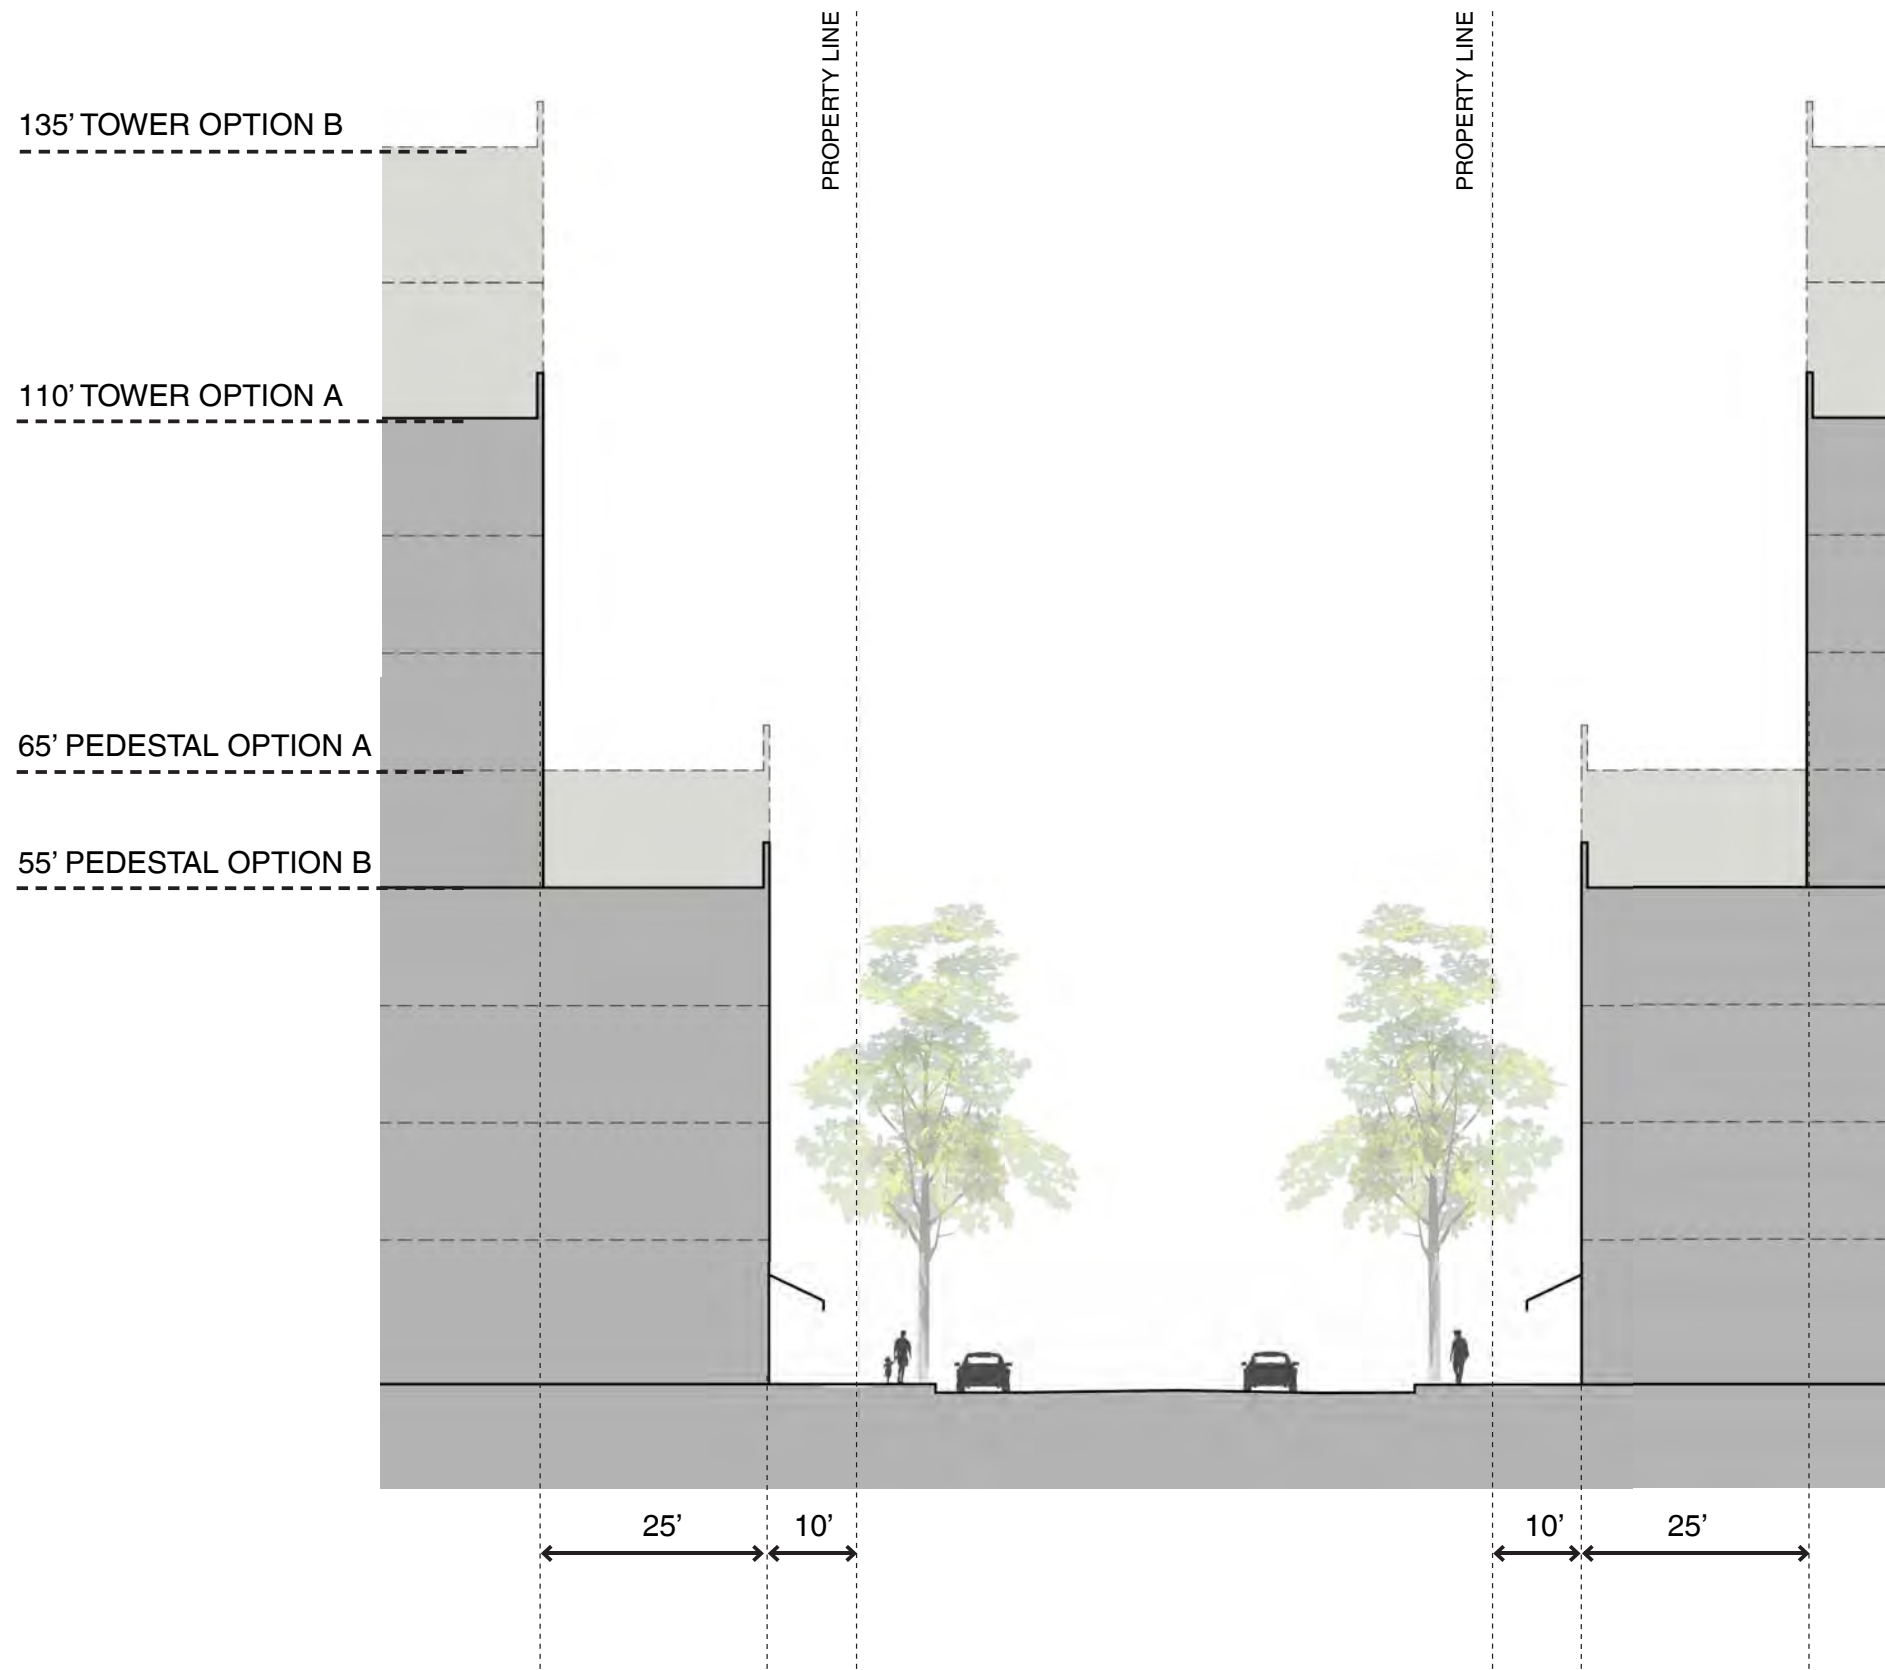 PROPERTY LINE
PROPERTY LINE
135’ TOWER OPTION B
110’ TOWER OPTION A
65’ PEDESTAL OPTION A
55’ PEDESTAL OPTION B
25’
10’
10’
25’